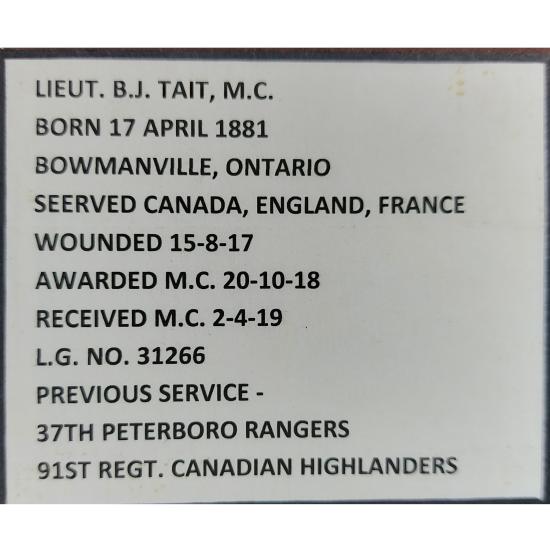 LIEUT. B.J. TAIT, M.C.
BORN 17 APRIL 1881
BOWMANVILLE, ONTARIO
SEERVED CANADA, ENGLAND, FRANCE
WOUNDED 15-8-17
AWARDED M.C. 20-10-18
RECEIVED M.C. 2-4-19
L.G. NO. 31266
PREVIOUS SERVICE -
37TH PETERBORO RANGERS
91ST REGT. CANADIAN HIGHLANDERS